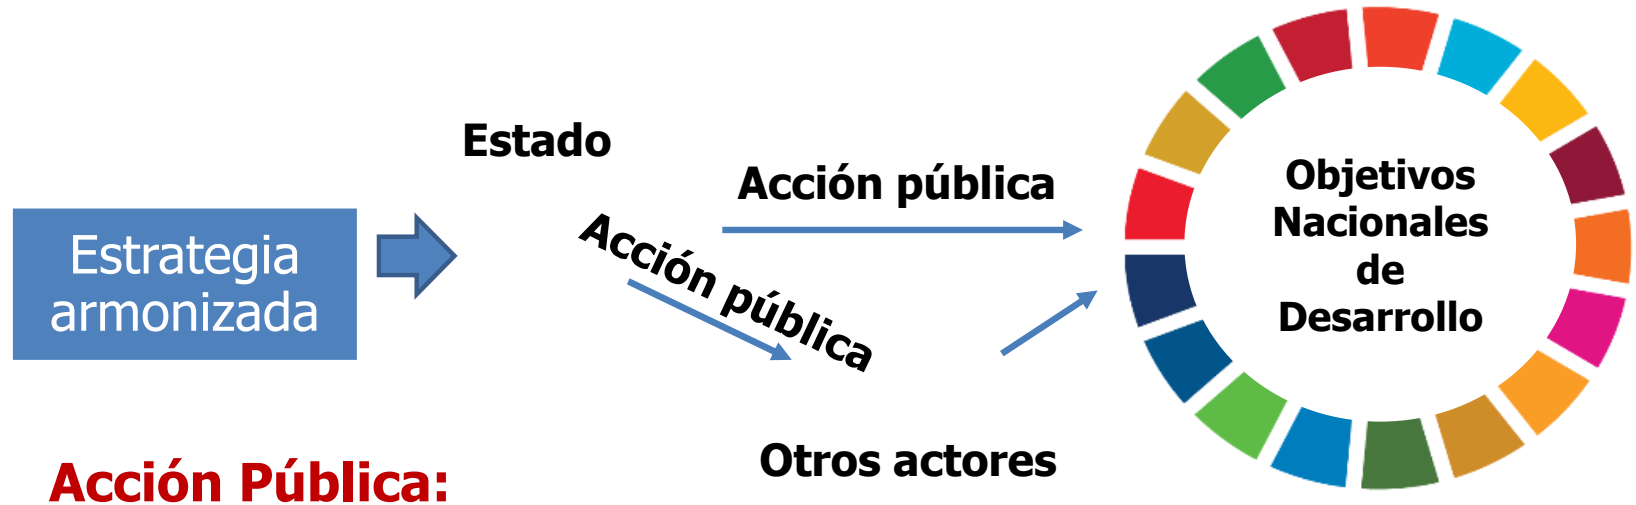 Estado
Acción pública
Objetivos
Nacionales
de
Desarrollo
Estrategia
armonizada
Acción pública
Otros actores
Acción Pública: